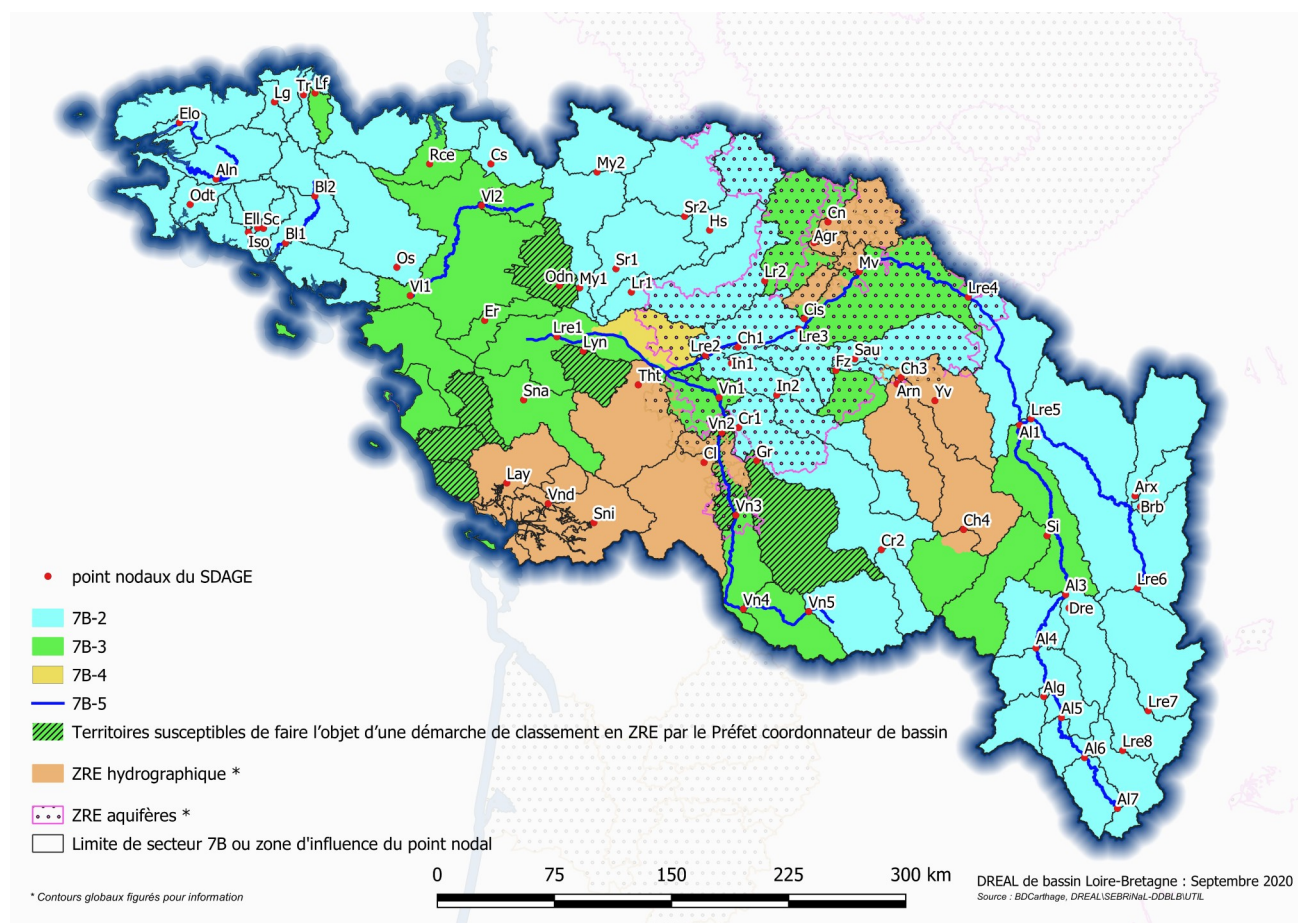 Tr Lf
Lg
Elo
Rce
Cs
My2
Aln
Bl2
Odt
Vl2
Sr2
Hs
Cn
Ell Sc
Iso
Bl1
Agr
Os
Sr1
Mv
Odn
My1
Lr1
Lr2
Vl1
Lre4
Er
Cis
Lre1
Lyn
Lre3
Ch1
Lre2
In1
Sau
Fz
Ch3
Tht
Arn
Yv
Sna
Vn1
In2
Lre5
Al1
Vn2
Cr1
Cl
Gr
Lay
Vnd
Arx
Brb
Vn3
Sni
Ch4
Si
Cr2
Al3
Lre6
Dre
Vn4
Vn5
Al4
Alg
Al5
Lre7
Al6
Lre8
Al7
point nodaux du SDAGE
7B-2
7B-3
7B-4
7B-5
Territoires susceptibles de faire l'objet d'une démarche de classement en ZRE par le Préfet coordonnateur de bassin
ZRE hydrographique *
ZRE aquifères *
Limite de secteur 7B ou zone d'influence du point nodal
0 75 150 225 300 km
* Contours globaux figurés pour information
DREAL de bassin Loire-Bretagne : Septembre 2020
Source : BDCarthage, DREAL\SEBRiNaL-DDBLB\UTIL